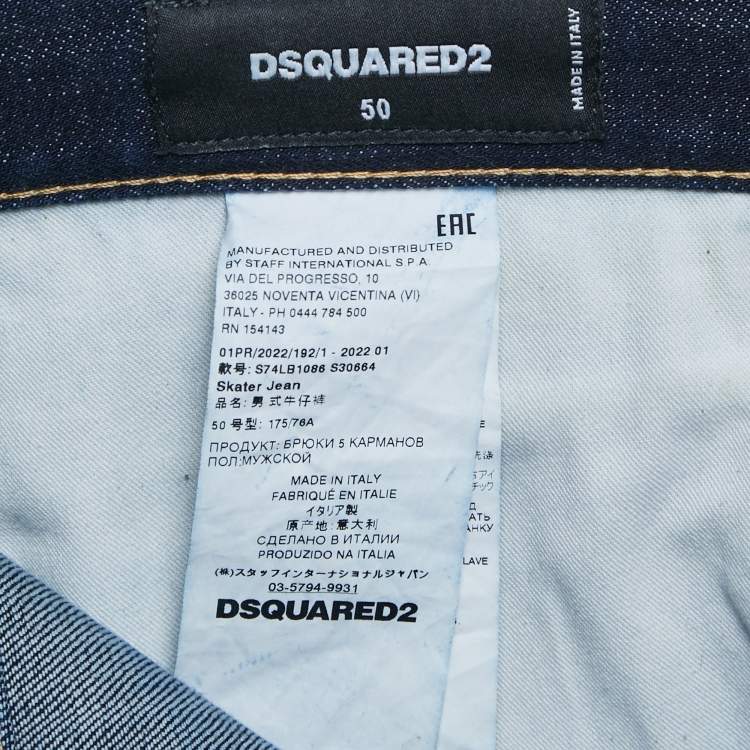 DSQUARED2
50
MADE IN ITALY
EAC
MANUFACTURED AND DISTRIBUTED
BY STAFF INTERNATIONAL S.P.A.
VIA DEL PROGRESSO, 10
36025 NOVENTA VICENTINA (VI)
ITALY - PH 0444 784 500
RN 154143
01PR/2022/192/1 - 2022 01
款号: S74LB1086 S30664
Skater Jean
品名: 男式牛仔裤
50 号型: 175/76A
ПРОДУКТ: БРЮКИ 5 КАРМАНОВ
ПОЛ:МУЖСКОЙ
MADE IN ITALY
FABRIQUÉ EN ITALIE
イタリア製
原产地: 意大利
СДЕЛАНО В ИТАЛИИ
PRODUZIDO NA ITALIA
(株)スタッフインターナショナルジャパン
03-5794-9931
DSQUARED2
LAVE